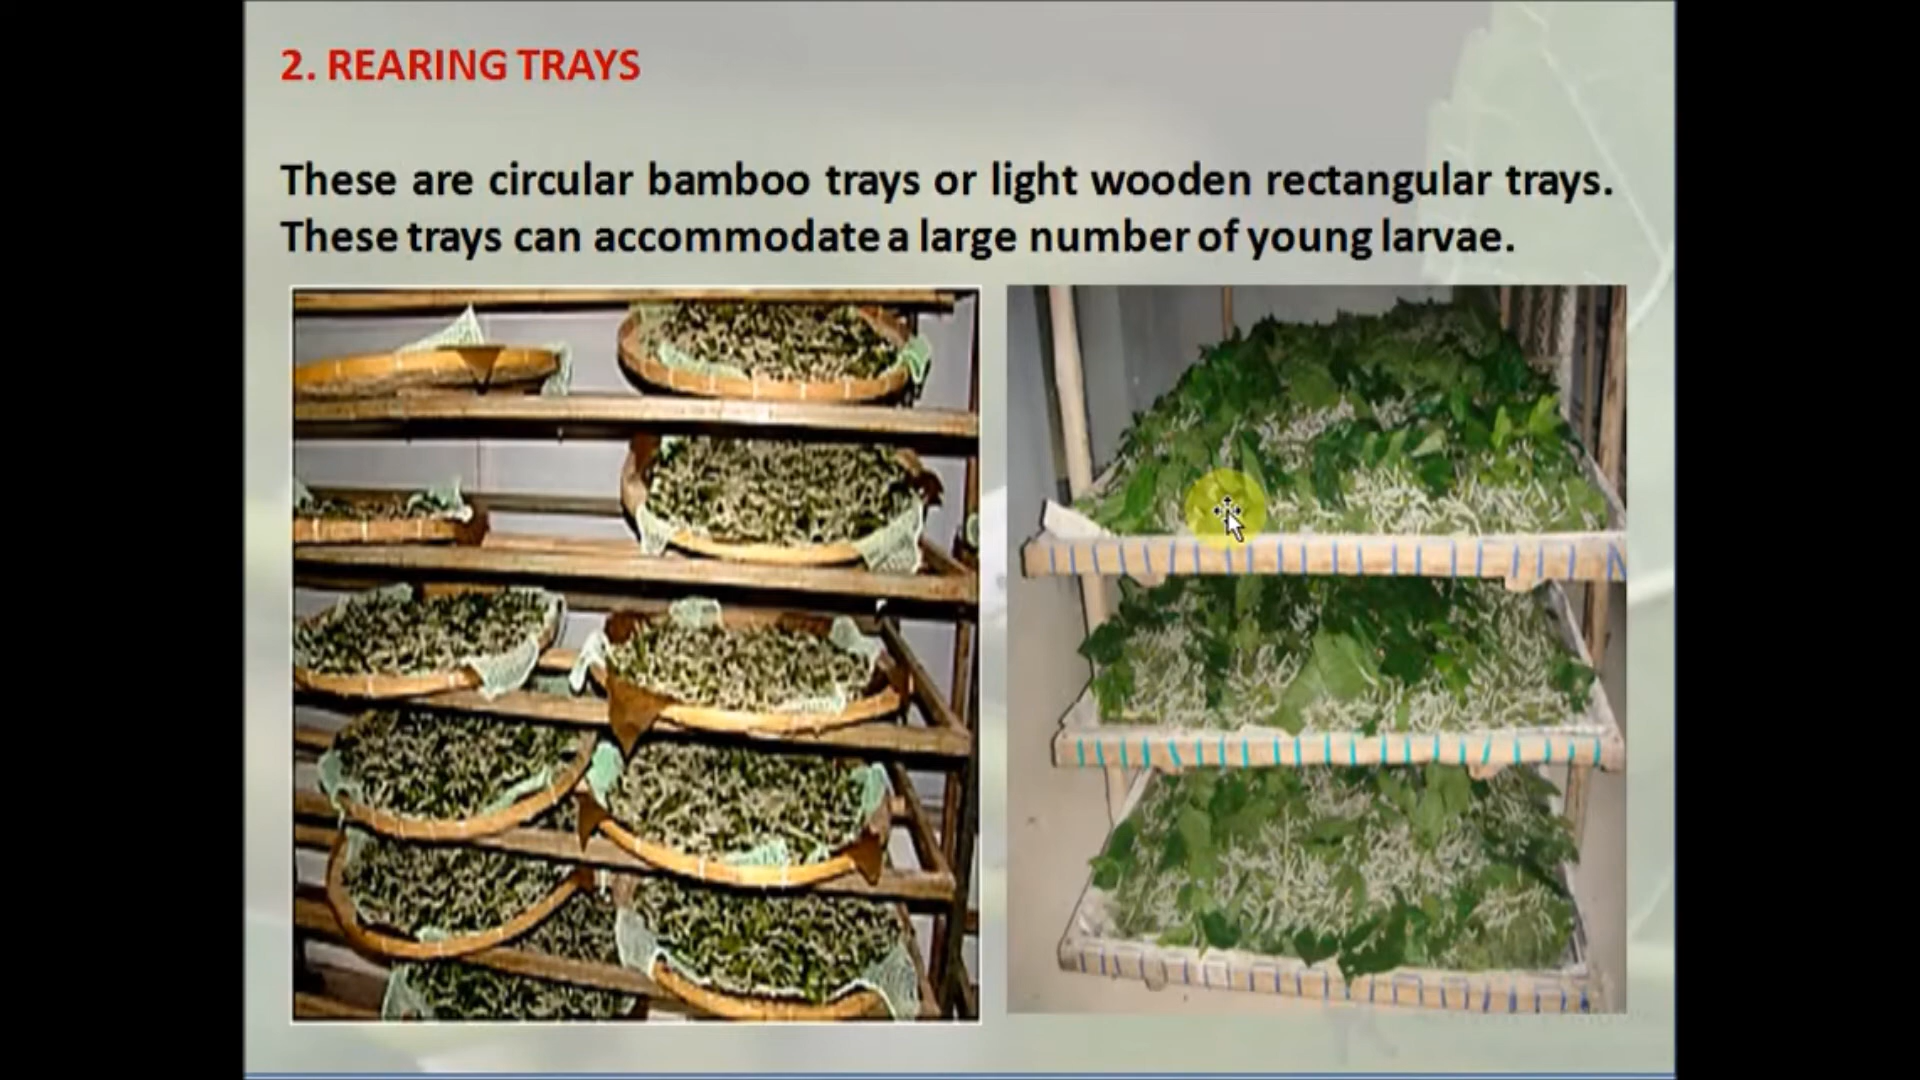 2. REARING TRAYS
These are circular bamboo trays or light wooden rectangular trays.
These trays can accommodate a large number of young larvae.